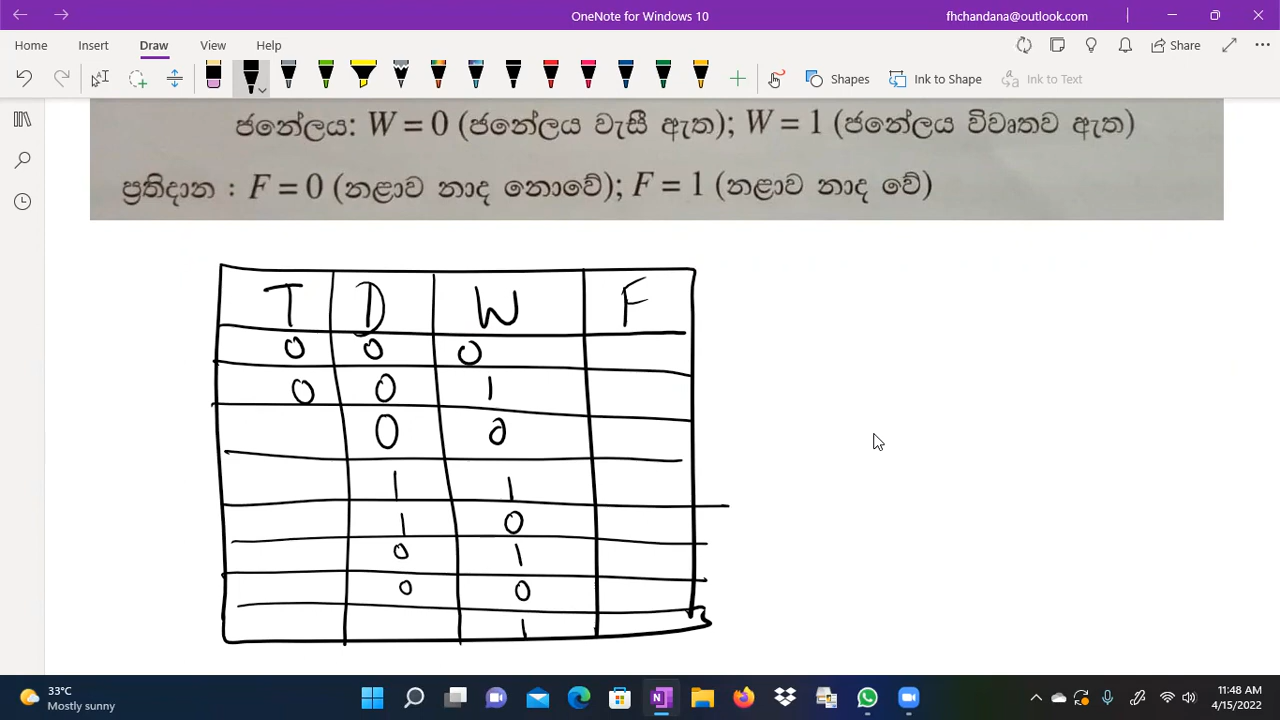 OneNote for Windows 10
fhchandana@outlook.com
Home Insert Draw View Help
Share
Shapes Ink to Shape Ink to Text
ජනේලය: W = 0 (ජනේලය වැසී ඇත); W = 1 (ජනේලය විවෘතව ඇත)
ප්‍රතිදාන : F = 0 (නළාව නාද නොවේ); F = 1 (නළාව නාද වේ)
T D W F
0 0 0
0 0 1
0 0
1 1
1 0
0 1
0 0
1
33°C
Mostly sunny
11:48 AM
4/15/2022